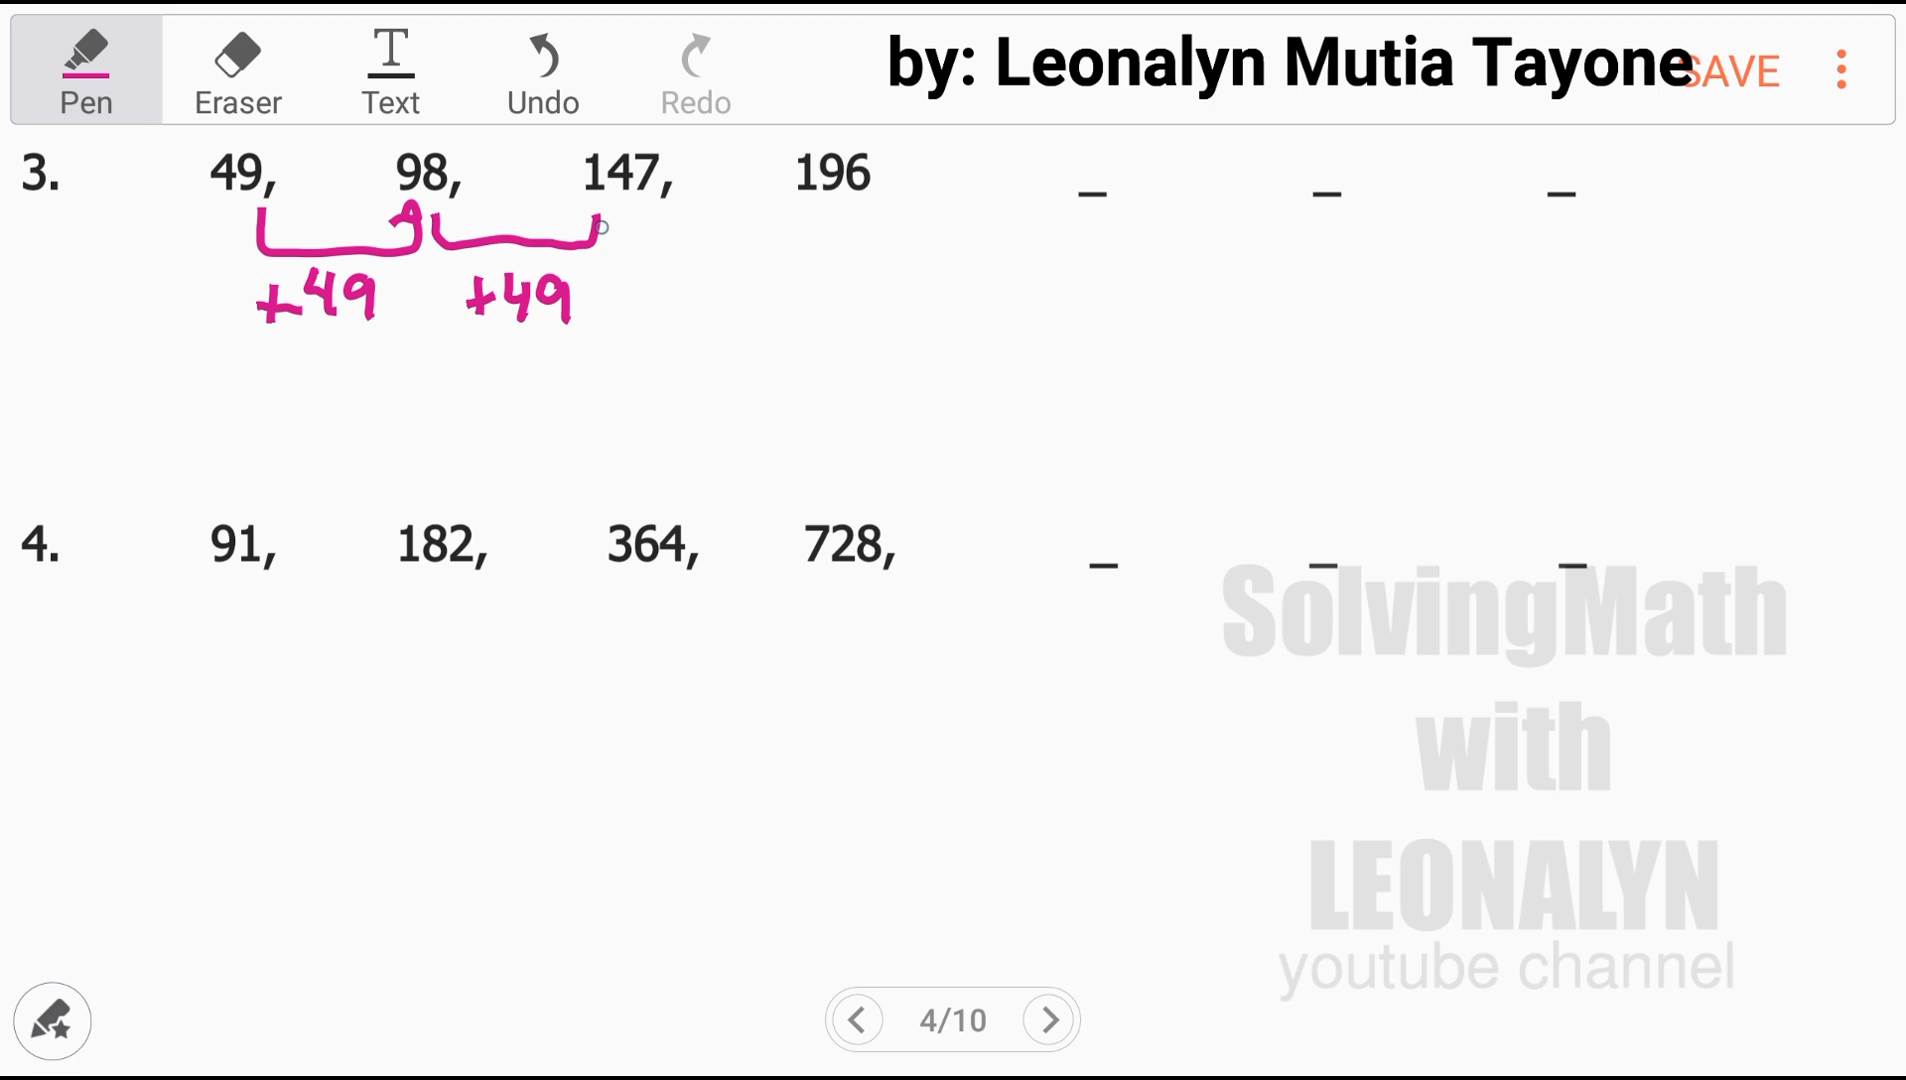 Pen Eraser Text Undo Redo by: Leonalyn Mutia Tayone SAVE
3. 49, 98, 147, 196 _ _ _
+49 +49
4. 91, 182, 364, 728, _ _ _
SolvingMath
with
LEONALYN
youtube channel
4/10